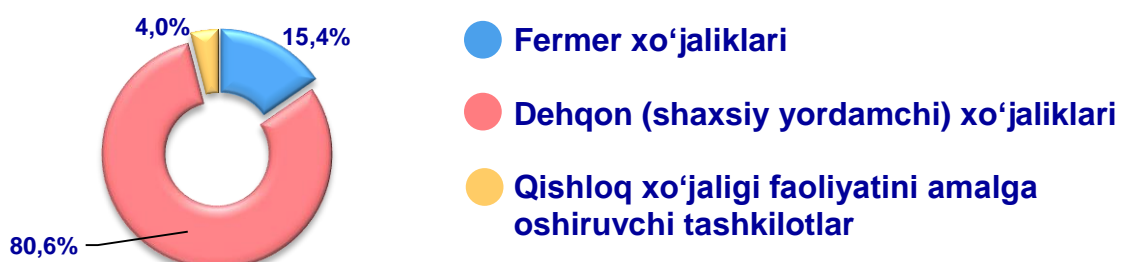 4,0%
15,4%
80,6%
Fermer xo‘jaliklari
Dehqon (shaxsiy yordamchi) xo‘jaliklari
Qishloq xo‘jaligi faoliyatini amalga
oshiruvchi tashkilotlar